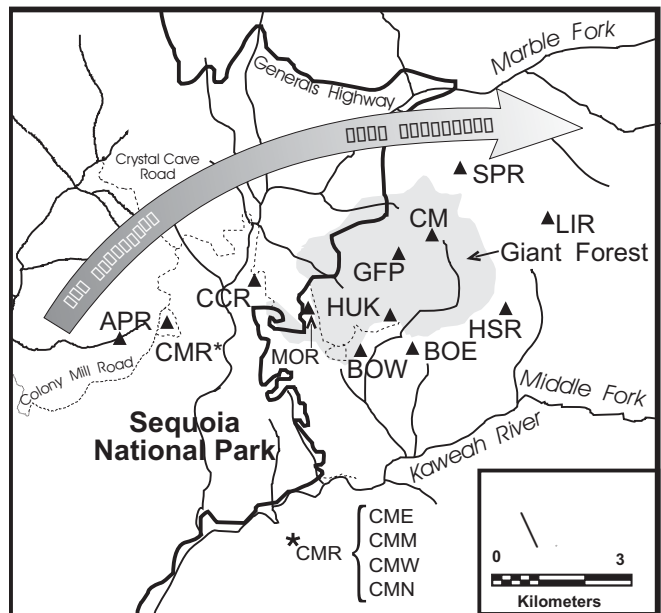 Marble Fork
Generals Highway
Crystal Cave
Road
SPR
CM
LIR
Giant Forest
GFP
CCR
HUK
APR
CMR*
MOR
HSR
BOW
BOE
Colony Mill Road
Middle Fork
Sequoia
National Park
Kaweah River
*CMR
CME
CMM
CMW
CMN
0 3
Kilometers